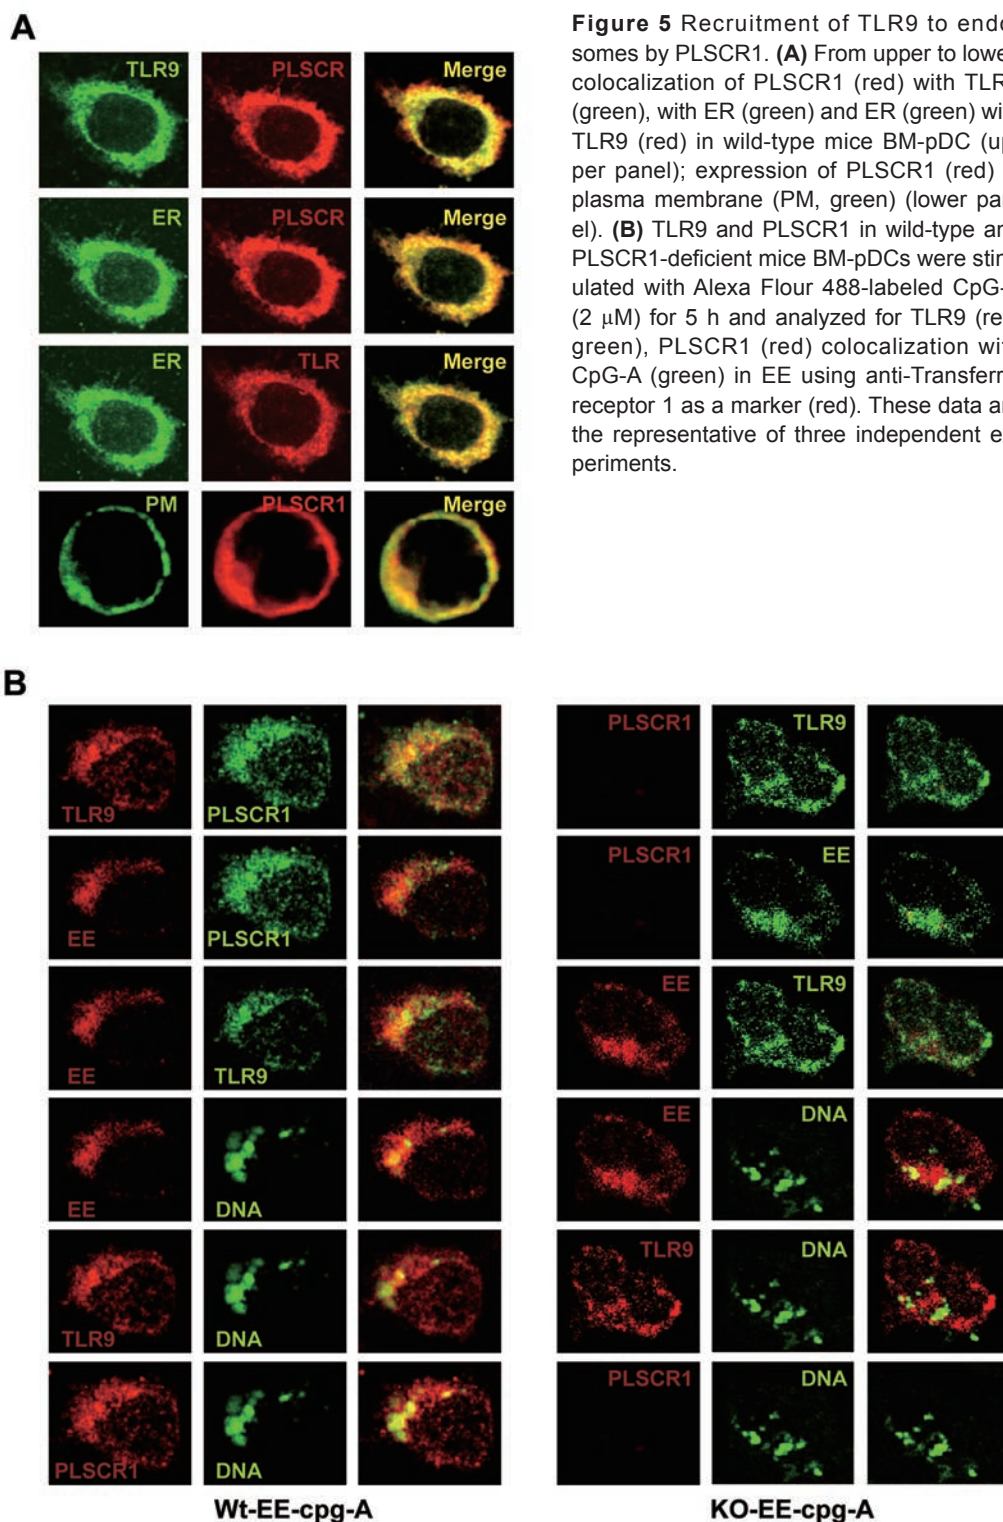 A
Figure 5 Recruitment of TLR9 to endo
somes by PLSCR1. (A) From upper to lowe
colocalization of PLSCR1 (red) with TLR
(green), with ER (green) and ER (green) wi
TLR9 (red) in wild-type mice BM-pDC (up
per panel); expression of PLSCR1 (red)
plasma membrane (PM, green) (lower pan
el). (B) TLR9 and PLSCR1 in wild-type an
PLSCR1-deficient mice BM-pDCs were stim
ulated with Alexa Flour 488-labeled CpG-
(2 μM) for 5 h and analyzed for TLR9 (re
green), PLSCR1 (red) colocalization wit
CpG-A (green) in EE using anti-Transferr
receptor 1 as a marker (red). These data ar
the representative of three independent e
periments.
TLR9 PLSCR Merge
ER PLSCR Merge
ER TLR Merge
PM PLSCR1 Merge
B
TLR9 PLSCR1 PLSCR1 TLR9
EE PLSCR1 PLSCR1 EE
EE TLR9 EE TLR9
EE DNA EE DNA
TLR9 DNA TLR9 DNA
PLSCR1 DNA PLSCR1 DNA
Wt-EE-cpg-A KO-EE-cpg-A